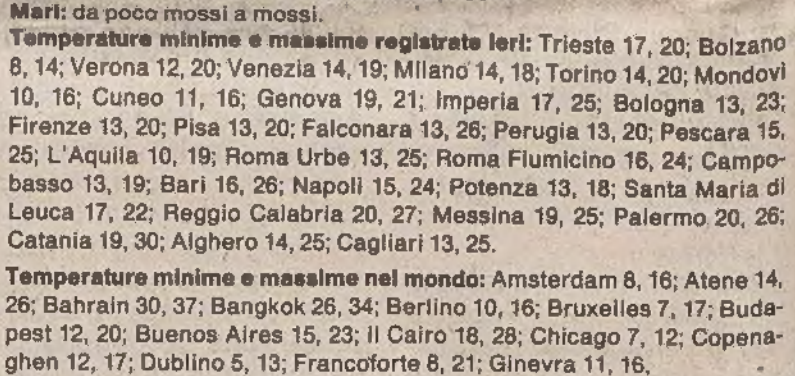 Mari: da poco mossi a mossi.
Temperature minime e massime registrate ieri: Trieste 17, 20; Bolzano
8, 14; Verona 12, 20; Venezia 14, 19; Milano 14, 18; Torino 14, 20; Mondovì
10, 16; Cuneo 11, 16; Genova 19, 21; Imperia 17, 25; Bologna 13, 23;
Firenze 13, 20; Pisa 13, 20; Falconara 13, 26; Perugia 13, 20; Pescara 15,
25; L'Aquila 10, 19; Roma Urbe 13, 25; Roma Fiumicino 16, 24; Campo-
basso 13, 19; Bari 16, 26; Napoli 15, 24; Potenza 13, 18; Santa Maria di
Leuca 17, 22; Reggio Calabria 20, 27; Messina 19, 25; Palermo 20, 26;
Catania 19, 30; Alghero 14, 25; Cagliari 13, 25.
Temperature minime e massime nel mondo: Amsterdam 8, 16; Atene 14,
26; Bahrain 30, 37; Bangkok 26, 34; Berlino 10, 16; Bruxelles 7, 17; Buda-
pest 12, 20; Buenos Aires 15, 23; Il Cairo 18, 28; Chicago 7, 12; Copena-
ghen 12, 17; Dublino 5, 13; Francoforte 8, 21; Ginevra 11, 16,